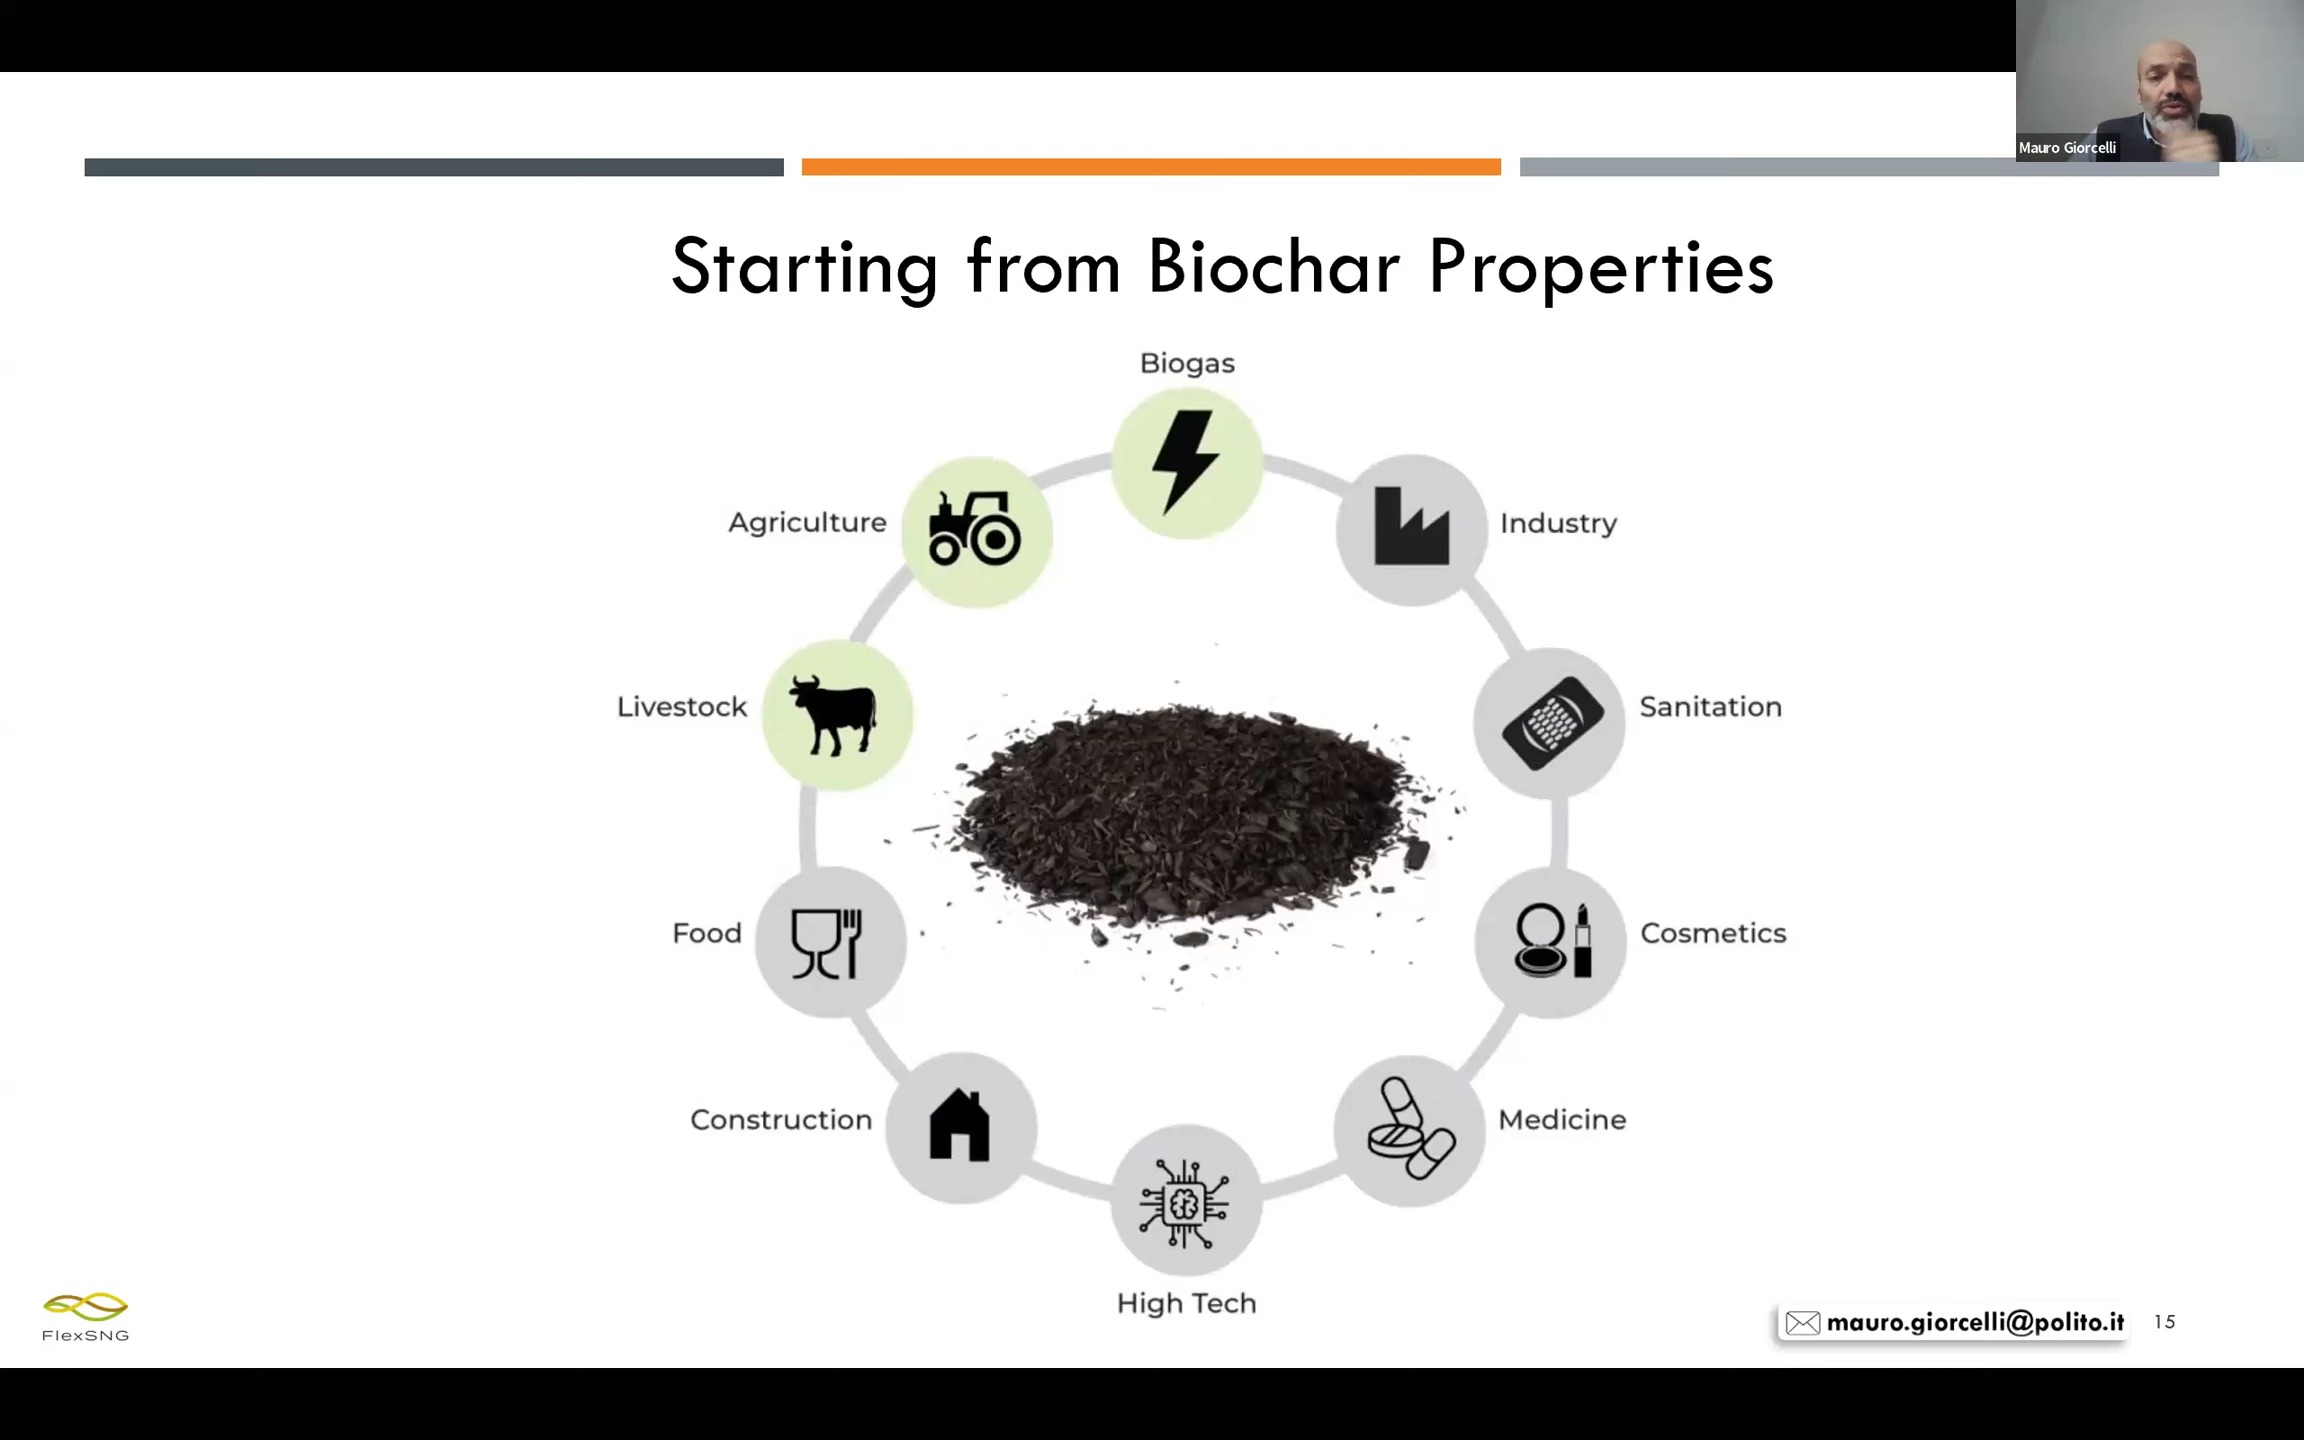 Mauro Giorcelli
Starting from Biochar Properties
Biogas
Agriculture
Industry
Livestock
Sanitation
Food
Cosmetics
Construction
Medicine
High Tech
FlexSNG
mauro.giorcelli@polito.it
15